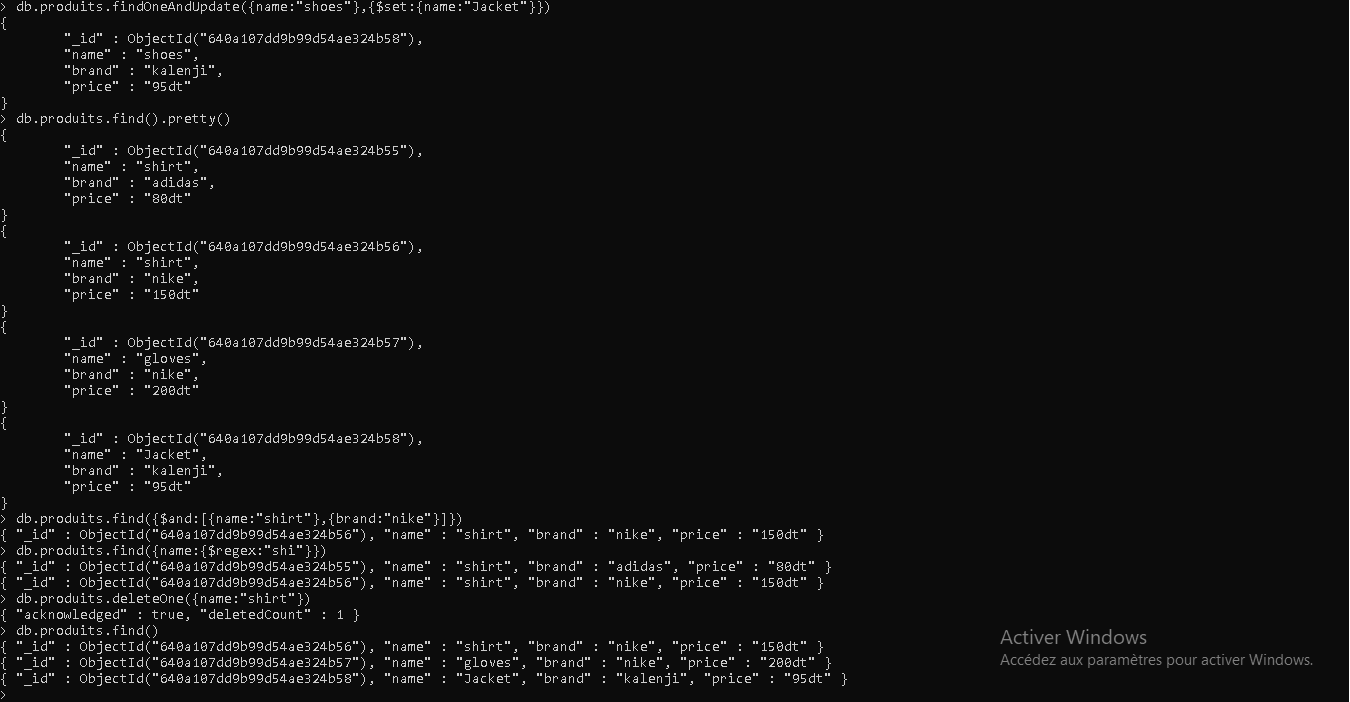 > db.produits.findOneAndUpdate({name:"shoes"},{$set:{name:"Jacket"}})
{
        "_id" : ObjectId("640a107dd9b99d54ae324b58"),
        "name" : "shoes",
        "brand" : "kalenji",
        "price" : "95dt"
}
> db.produits.find().pretty()
{
        "_id" : ObjectId("640a107dd9b99d54ae324b55"),
        "name" : "shirt",
        "brand" : "adidas",
        "price" : "80dt"
}
{
        "_id" : ObjectId("640a107dd9b99d54ae324b56"),
        "name" : "shirt",
        "brand" : "nike",
        "price" : "150dt"
}
{
        "_id" : ObjectId("640a107dd9b99d54ae324b57"),
        "name" : "gloves",
        "brand" : "nike",
        "price" : "200dt"
}
{
        "_id" : ObjectId("640a107dd9b99d54ae324b58"),
        "name" : "Jacket",
        "brand" : "kalenji",
        "price" : "95dt"
}
> db.produits.find({$and:[{name:"shirt"},{brand:"nike"}]})
{ "_id" : ObjectId("640a107dd9b99d54ae324b56"), "name" : "shirt", "brand" : "nike", "price" : "150dt" }
> db.produits.find({name:{$regex:"shi"}})
{ "_id" : ObjectId("640a107dd9b99d54ae324b55"), "name" : "shirt", "brand" : "adidas", "price" : "80dt" }
{ "_id" : ObjectId("640a107dd9b99d54ae324b56"), "name" : "shirt", "brand" : "nike", "price" : "150dt" }
> db.produits.deleteOne({name:"shirt"})
{ "acknowledged" : true, "deletedCount" : 1 }
> db.produits.find()
{ "_id" : ObjectId("640a107dd9b99d54ae324b56"), "name" : "shirt", "brand" : "nike", "price" : "150dt" }
{ "_id" : ObjectId("640a107dd9b99d54ae324b57"), "name" : "gloves", "brand" : "nike", "price" : "200dt" }
{ "_id" : ObjectId("640a107dd9b99d54ae324b58"), "name" : "Jacket", "brand" : "kalenji", "price" : "95dt" }
>
Activer Windows
Accédez aux paramètres pour activer Windows.